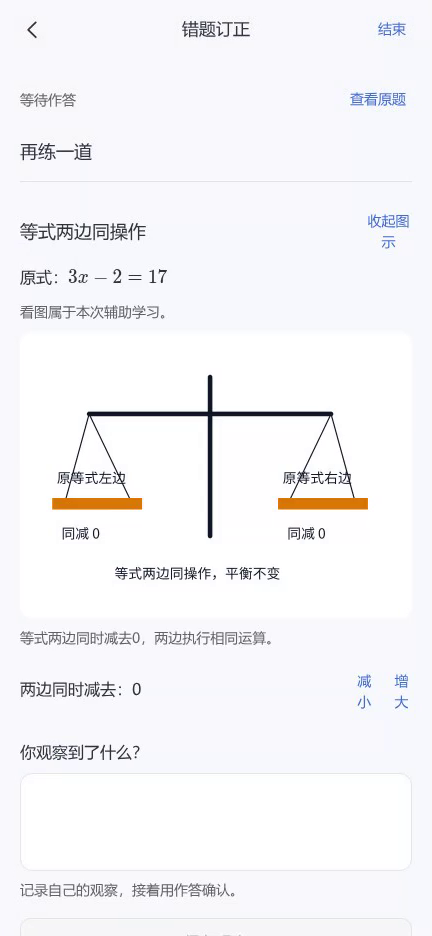 错题订正
结束
等待作答
查看原题
再练一道
等式两边同操作
收起图
示
原式：3x − 2 = 17
看图属于本次辅助学习。
原等式左边
原等式右边
同减 0
同减 0
等式两边同操作，平衡不变
等式两边同时减去0，两边执行相同运算。
两边同时减去：0
减
小
增
大
你观察到了什么？
记录自己的观察，接着用作答确认。